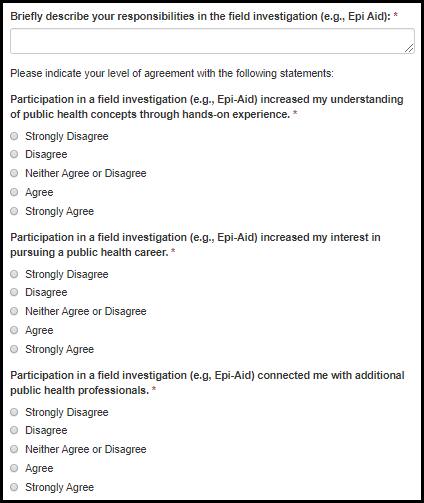 Briefly describe your responsibilities in the field investigation (e.g., Epi Aid): *
Please indicate your level of agreement with the following statements:
Participation in a field investigation (e.g., Epi-Aid) increased my understanding
of public health concepts through hands-on experience. *
Strongly Disagree
Disagree
Neither Agree or Disagree
Agree
Strongly Agree
Participation in a field investigation (e.g., Epi-Aid) increased my interest in
pursuing a public health career. *
Strongly Disagree
Disagree
Neither Agree or Disagree
Agree
Strongly Agree
Participation in a field investigation (e.g, Epi-Aid) connected me with additional
public health professionals. *
Strongly Disagree
Disagree
Neither Agree or Disagree
Agree
Strongly Agree